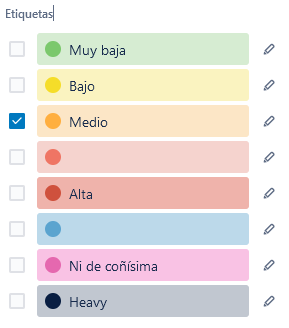 Etiquetas
Muy baja
Bajo
Medio
Alta
Ni de coñísima
Heavy